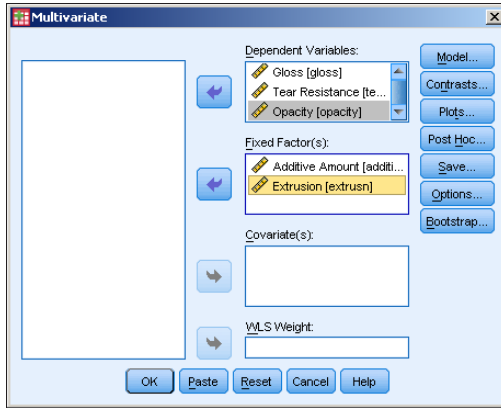 Multivariate
Dependent Variables:
Gloss [gloss]
Tear Resistance [te...
Opacity [opacity]
Fixed Factor(s):
Additive Amount [additi...
Extrusion [extrusn]
Covariate(s):
WLS Weight:
Model...
Contrasts...
Plots...
Post Hoc...
Save...
Options...
Bootstrap...
OK
Paste
Reset
Cancel
Help